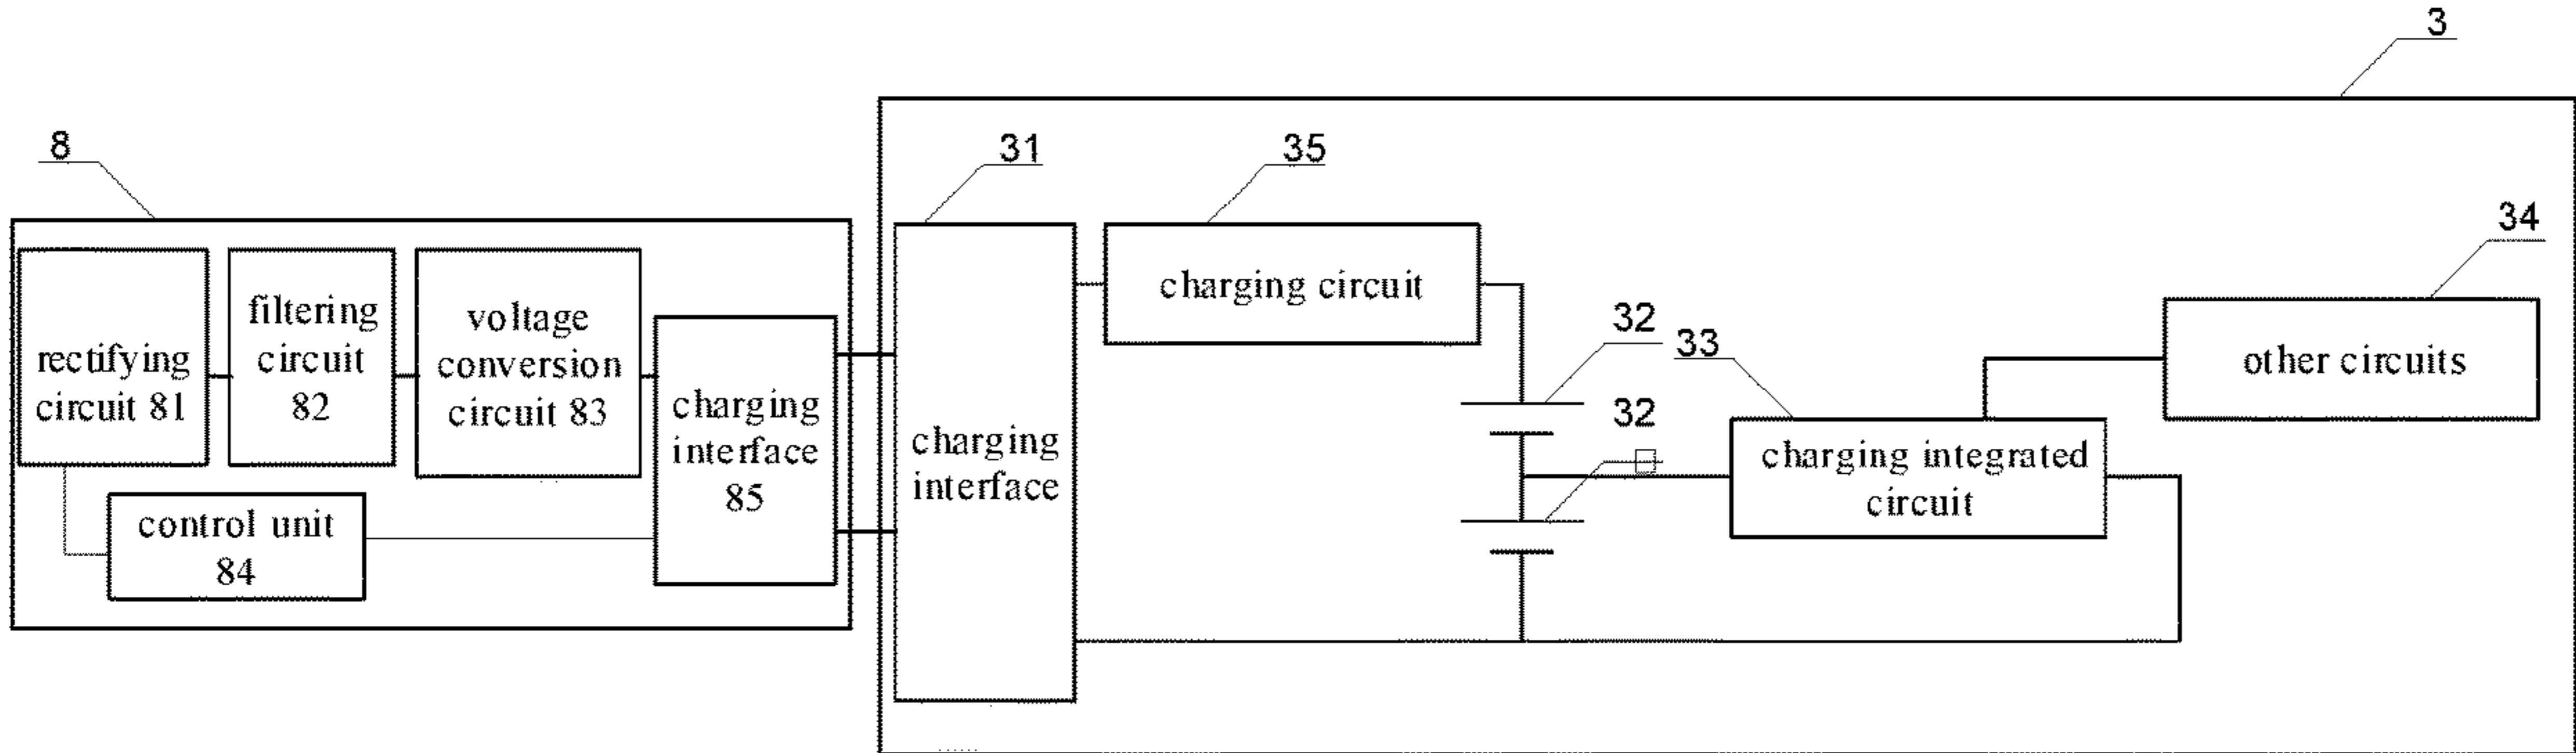 3
8
31
35
34
rectifying
circuit 81
filtering
circuit
82
voltage
conversion
circuit 83
charging
interface
85
control unit
84
charging
interface
charging circuit
32
32
33
charging integrated
circuit
other circuits